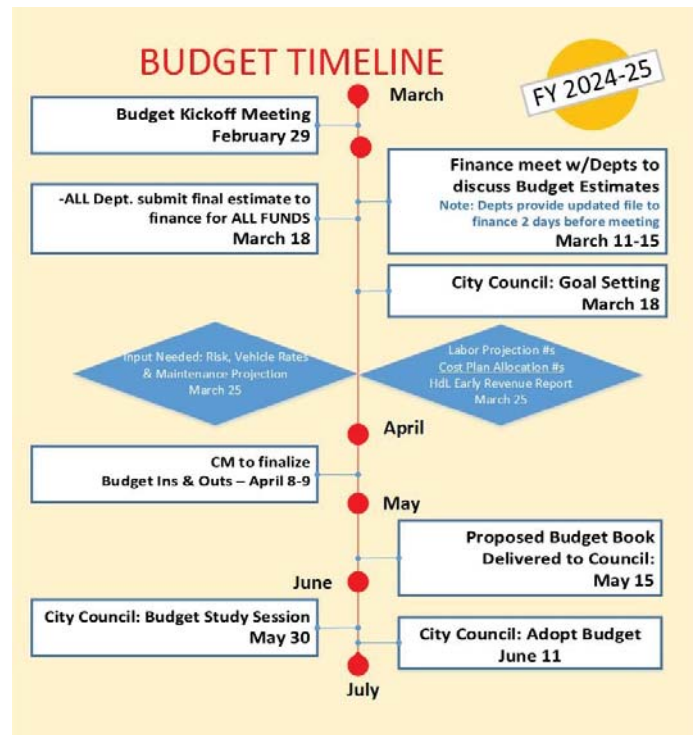 BUDGET TIMELINE
FY 2024-25
March
Budget Kickoff Meeting
February 29
Finance meet w/Depts to
discuss Budget Estimates
Note: Depts provide updated file to
finance 2 days before meeting
March 11-15
-ALL Dept. submit final estimate to
finance for ALL FUNDS
March 18
City Council: Goal Setting
March 18
Input Needed: Risk, Vehicle Rates
& Maintenance Projection
March 25
Labor Projection #s
Cost Plan Allocation #s
HdL Early Revenue Report
March 25
April
CM to finalize
Budget Ins & Outs – April 8-9
May
Proposed Budget Book
Delivered to Council:
May 15
June
City Council: Budget Study Session
May 30
City Council: Adopt Budget
June 11
July